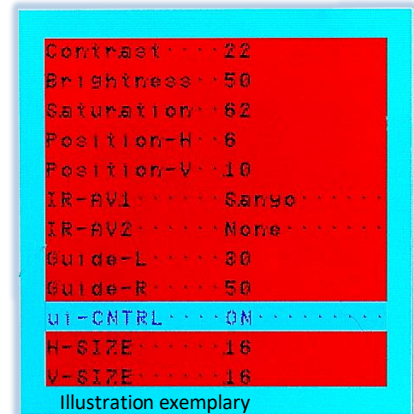 Contrast····22
Brightness··50
Saturation··62
Position-H··6
Position-V··10
IR-AV1······Sanyo······
IR-AV2······None·······
Guide-L·····30
Guide-R·····50
ui-CNTRL····ON·········
H-SIZE······16
V-SIZE······16
Illustration exemplary